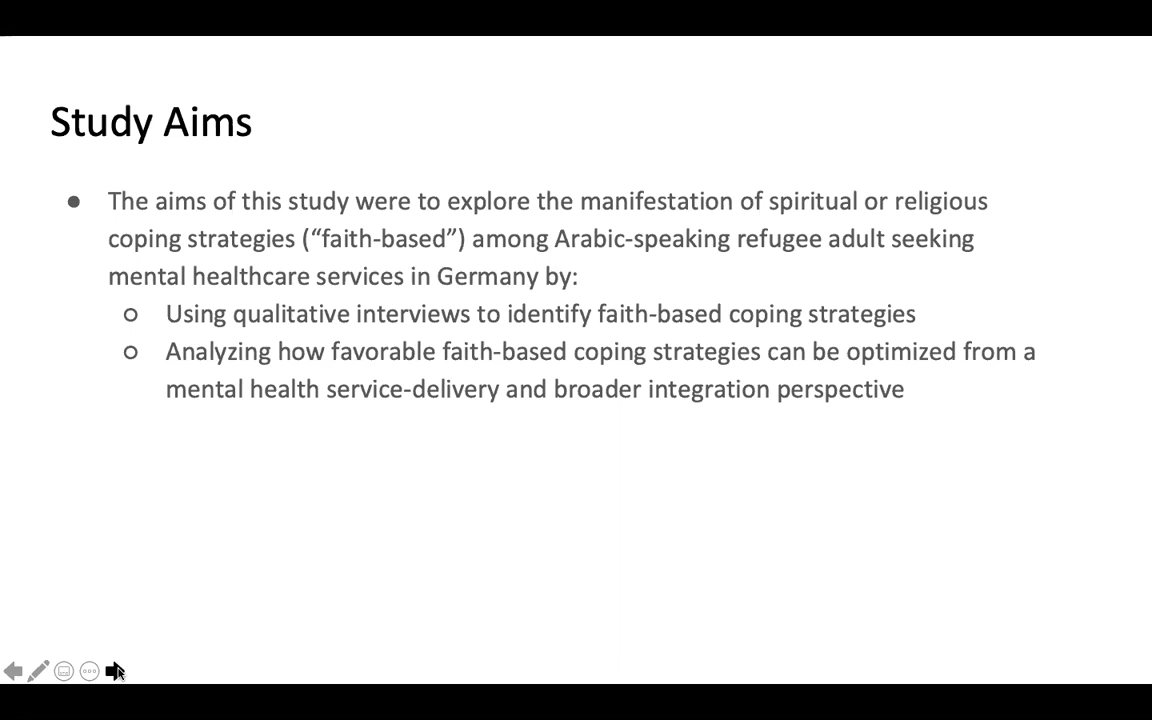 Study Aims
● The aims of this study were to explore the manifestation of spiritual or religious
coping strategies (“faith-based”) among Arabic-speaking refugee adult seeking
mental healthcare services in Germany by:
○ Using qualitative interviews to identify faith-based coping strategies
○ Analyzing how favorable faith-based coping strategies can be optimized from a
mental health service-delivery and broader integration perspective